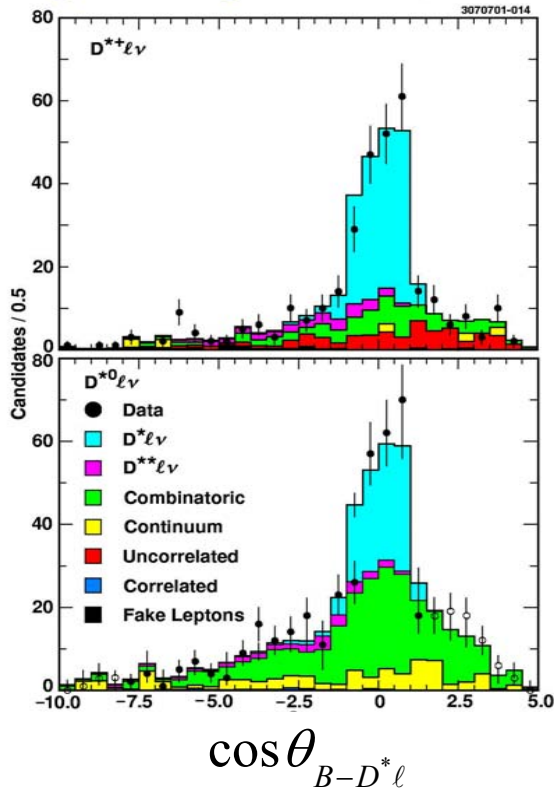 3070701-014
80
D*+ℓν
60
40
20
0
Candidates / 0.5
80
D*0ℓν
Data
60
D*ℓν
D**ℓν
Combinatoric
40
Continuum
Uncorrelated
20
Correlated
Fake Leptons
0
−10.0 −7.5 −5.0 −2.5 0 2.5 5.0
cosθ B−D*ℓ